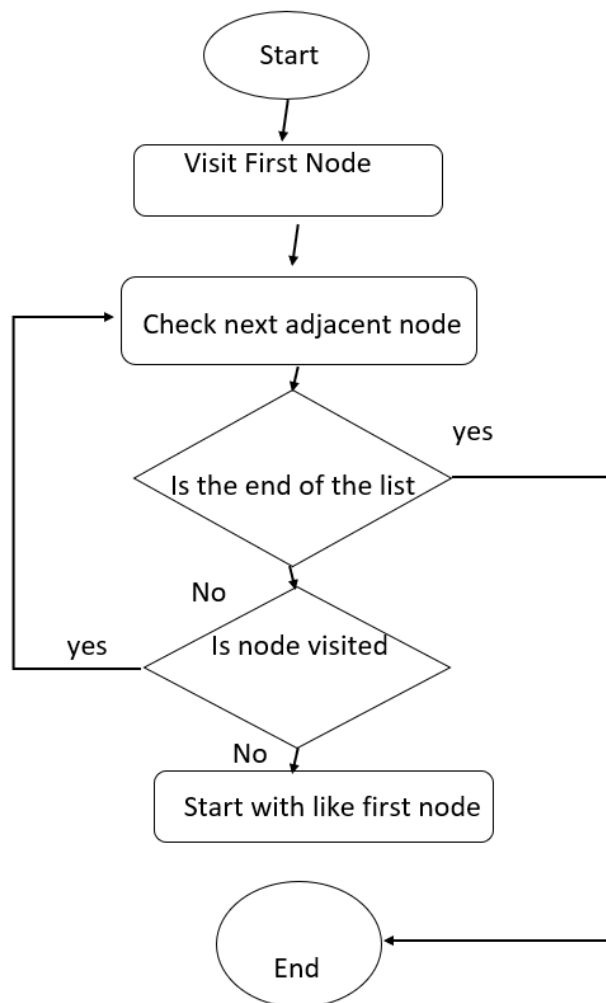 Start
Visit First Node
Check next adjacent node
yes
Is the end of the list
No
Is node visited
yes
No
Start with like first node
End